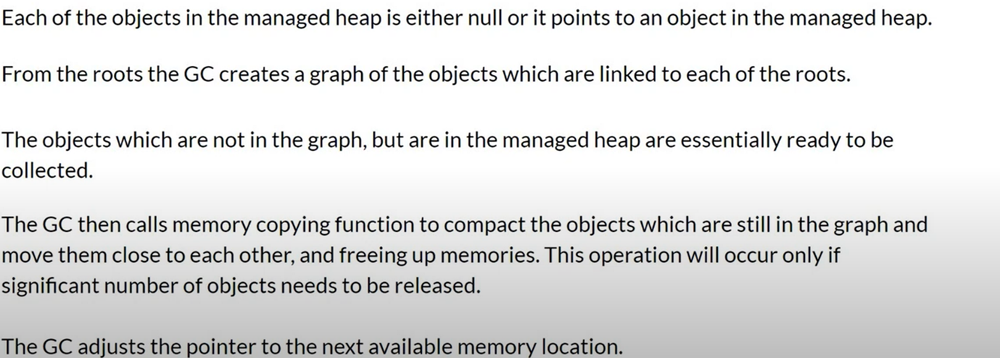 Each of the objects in the managed heap is either null or it points to an object in the managed heap.
From the roots the GC creates a graph of the objects which are linked to each of the roots.
The objects which are not in the graph, but are in the managed heap are essentially ready to be
collected.
The GC then calls memory copying function to compact the objects which are still in the graph and
move them close to each other, and freeing up memories. This operation will occur only if
significant number of objects needs to be released.
The GC adjusts the pointer to the next available memory location.